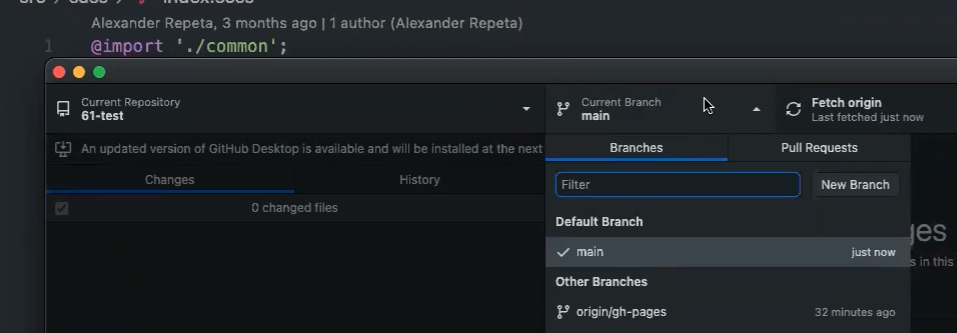 Alexander Repeta, 3 months ago | 1 author (Alexander Repeta)
1 @import './common';
Current Repository
61-test
Current Branch
main
Fetch origin
Last fetched just now
An updated version of GitHub Desktop is available and will be installed at the next
Branches
Pull Requests
Changes
History
Filter
New Branch
0 changed files
Default Branch
main
just now
s in this
Other Branches
origin/gh-pages
32 minutes ago